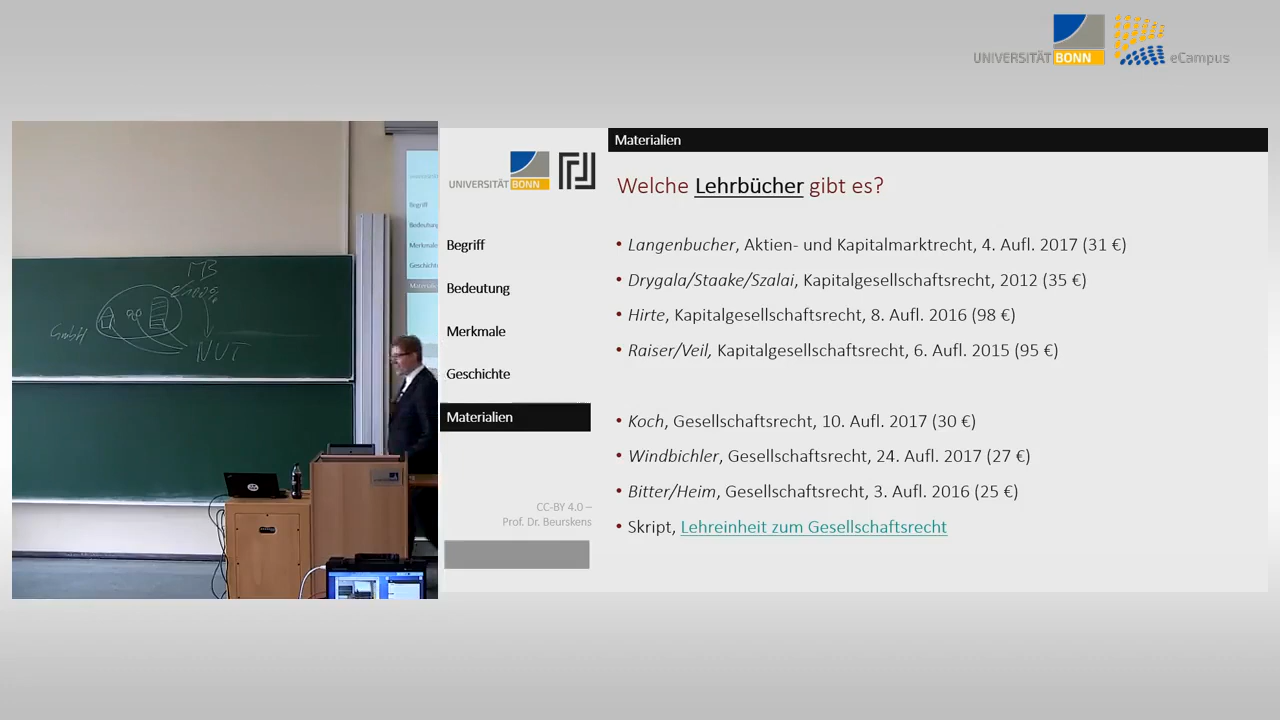 UNIVERSITÄT BONN
eCampus
Materialien
UNIVERSITÄT BONN
Welche Lehrbücher gibt es?
Begriff
Bedeutung
Merkmale
Geschichte
Materialien
• Langenbucher, Aktien- und Kapitalmarktrecht, 4. Aufl. 2017 (31 €)
• Drygala/Staake/Szalai, Kapitalgesellschaftsrecht, 2012 (35 €)
• Hirte, Kapitalgesellschaftsrecht, 8. Aufl. 2016 (98 €)
• Raiser/Veil, Kapitalgesellschaftsrecht, 6. Aufl. 2015 (95 €)
• Koch, Gesellschaftsrecht, 10. Aufl. 2017 (30 €)
• Windbichler, Gesellschaftsrecht, 24. Aufl. 2017 (27 €)
• Bitter/Heim, Gesellschaftsrecht, 3. Aufl. 2016 (25 €)
• Skript, Lehreinheit zum Gesellschaftsrecht
CC-BY 4.0 –
Prof. Dr. Beurskens
GmbH
NUT
Begriff
Bedeutung
Merkmale